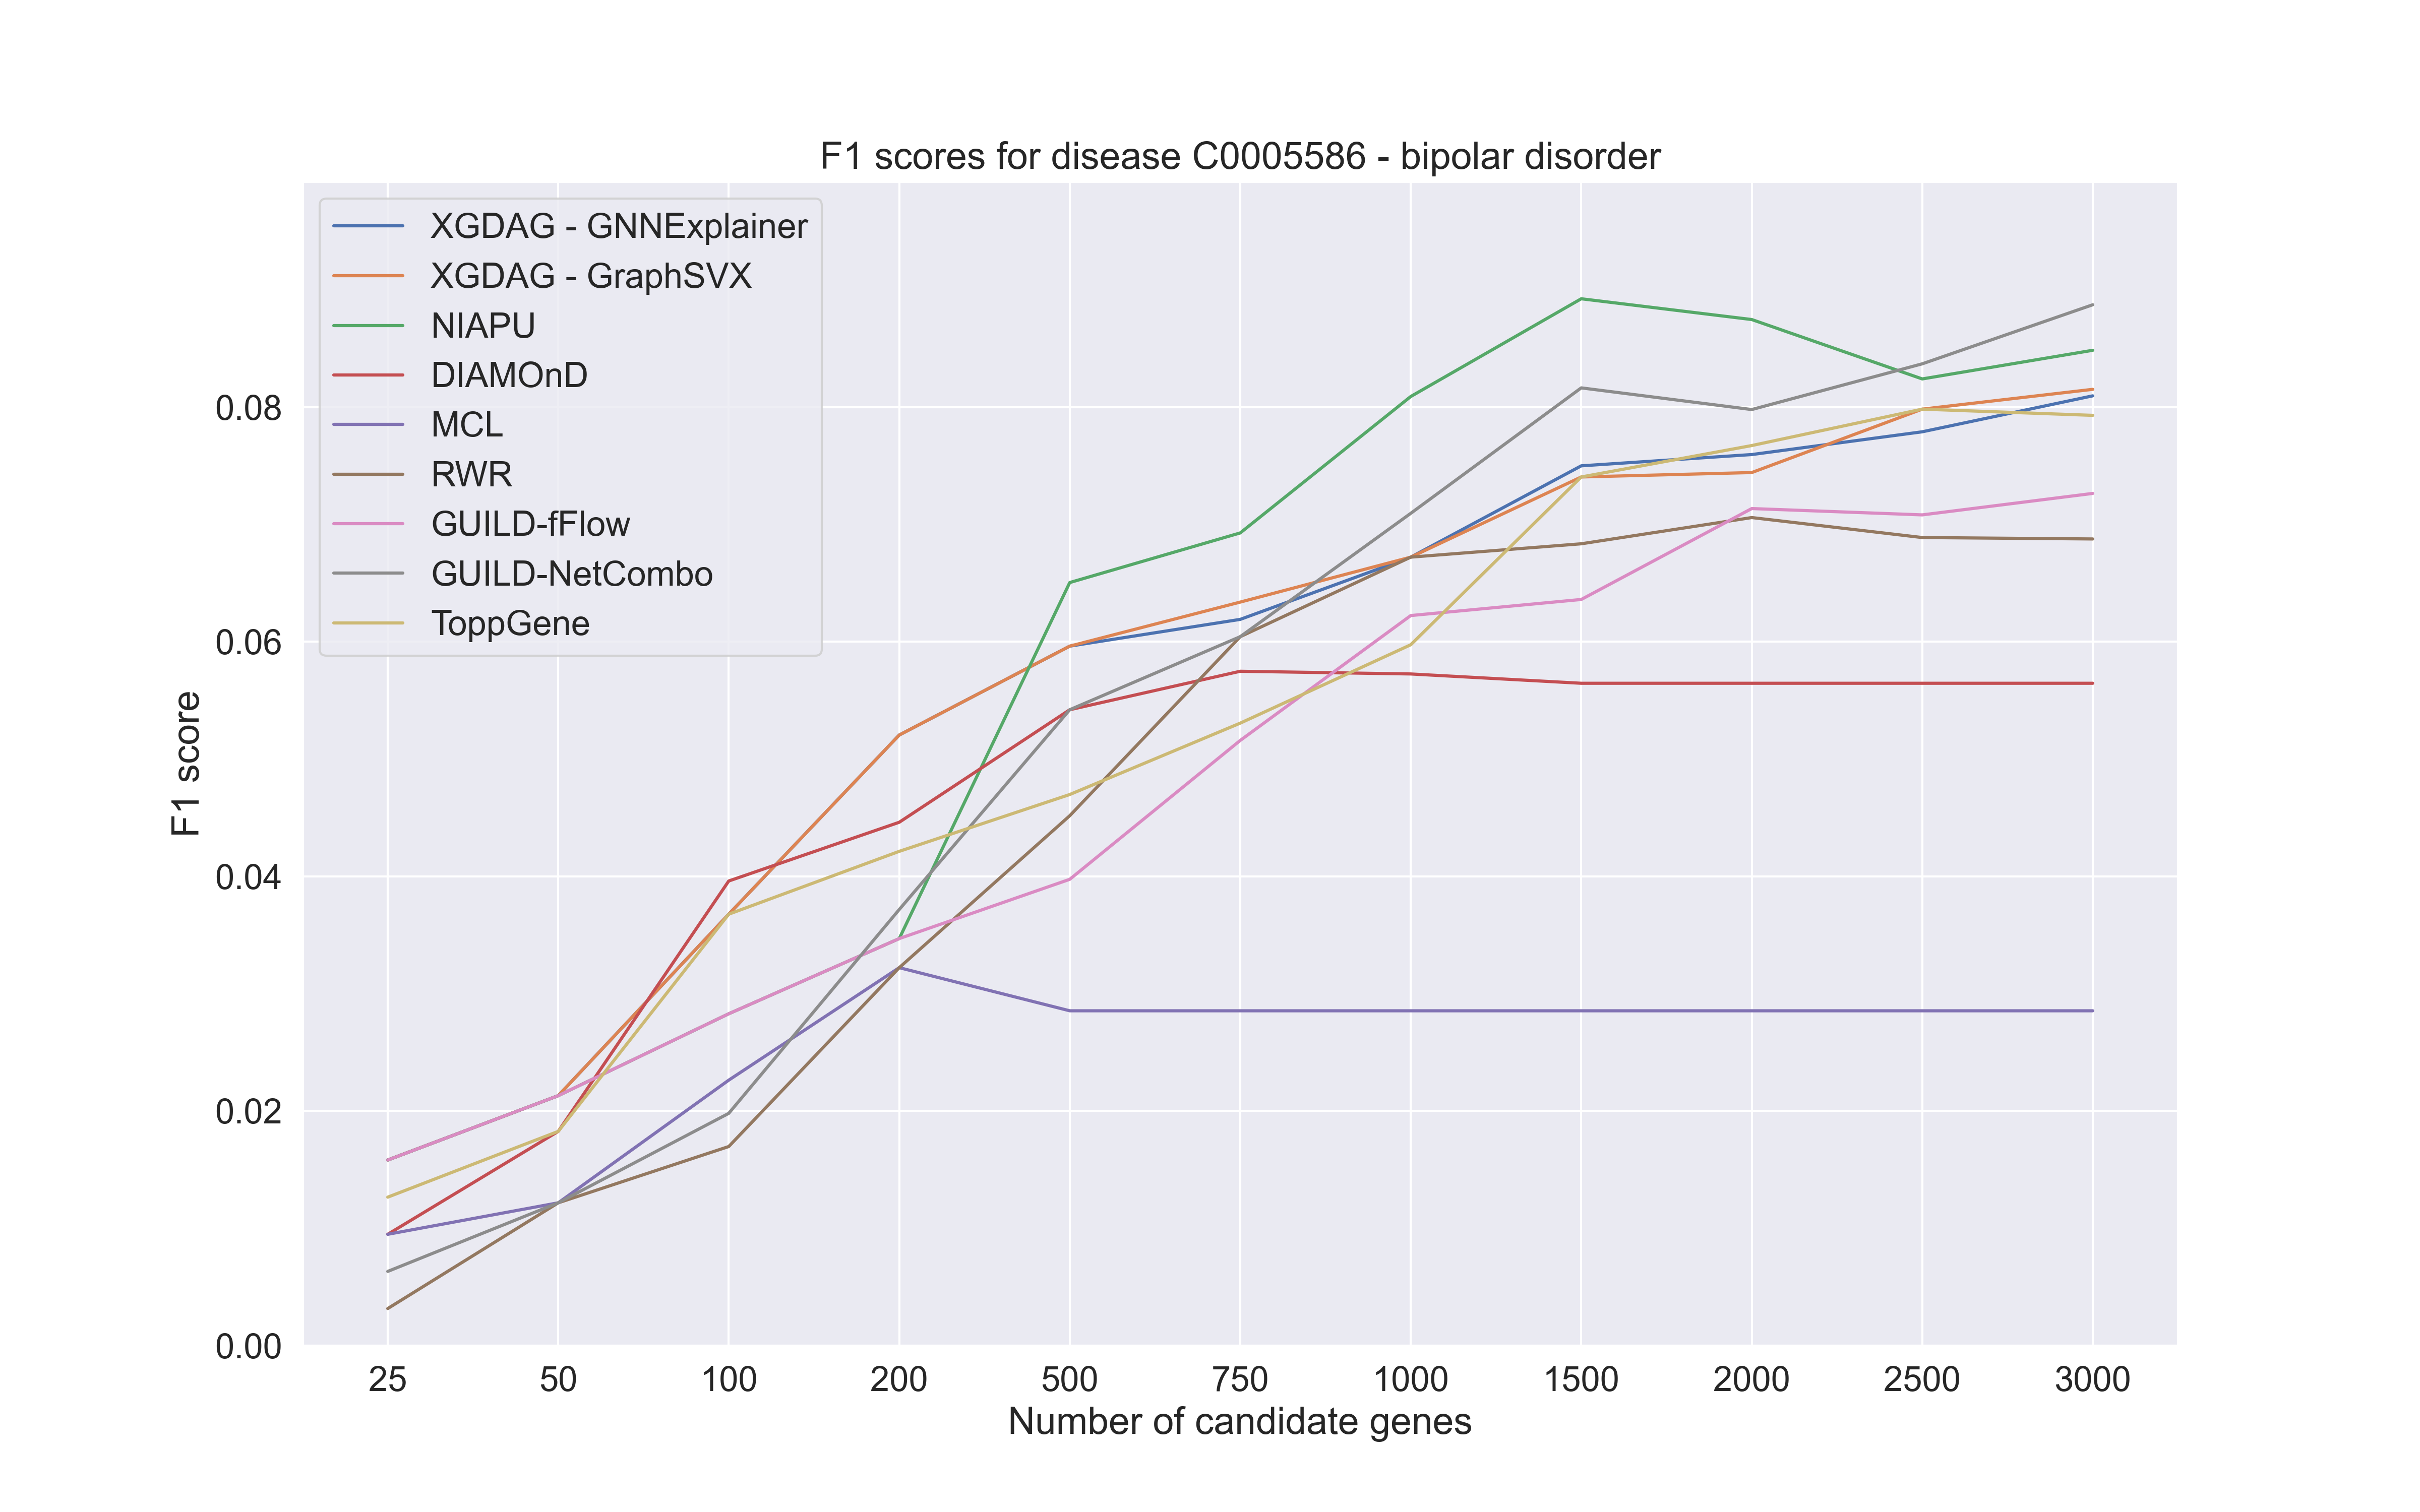 F1 scores for disease C0005586 - bipolar disorder
XGDAG - GNNExplainer
XGDAG - GraphSVX
NIAPU
DIAMOnD
MCL
RWR
GUILD-fFlow
GUILD-NetCombo
ToppGene
F1 score
0.08
0.06
0.04
0.02
0.00
25 50 100 200 500 750 1000 1500 2000 2500 3000
Number of candidate genes